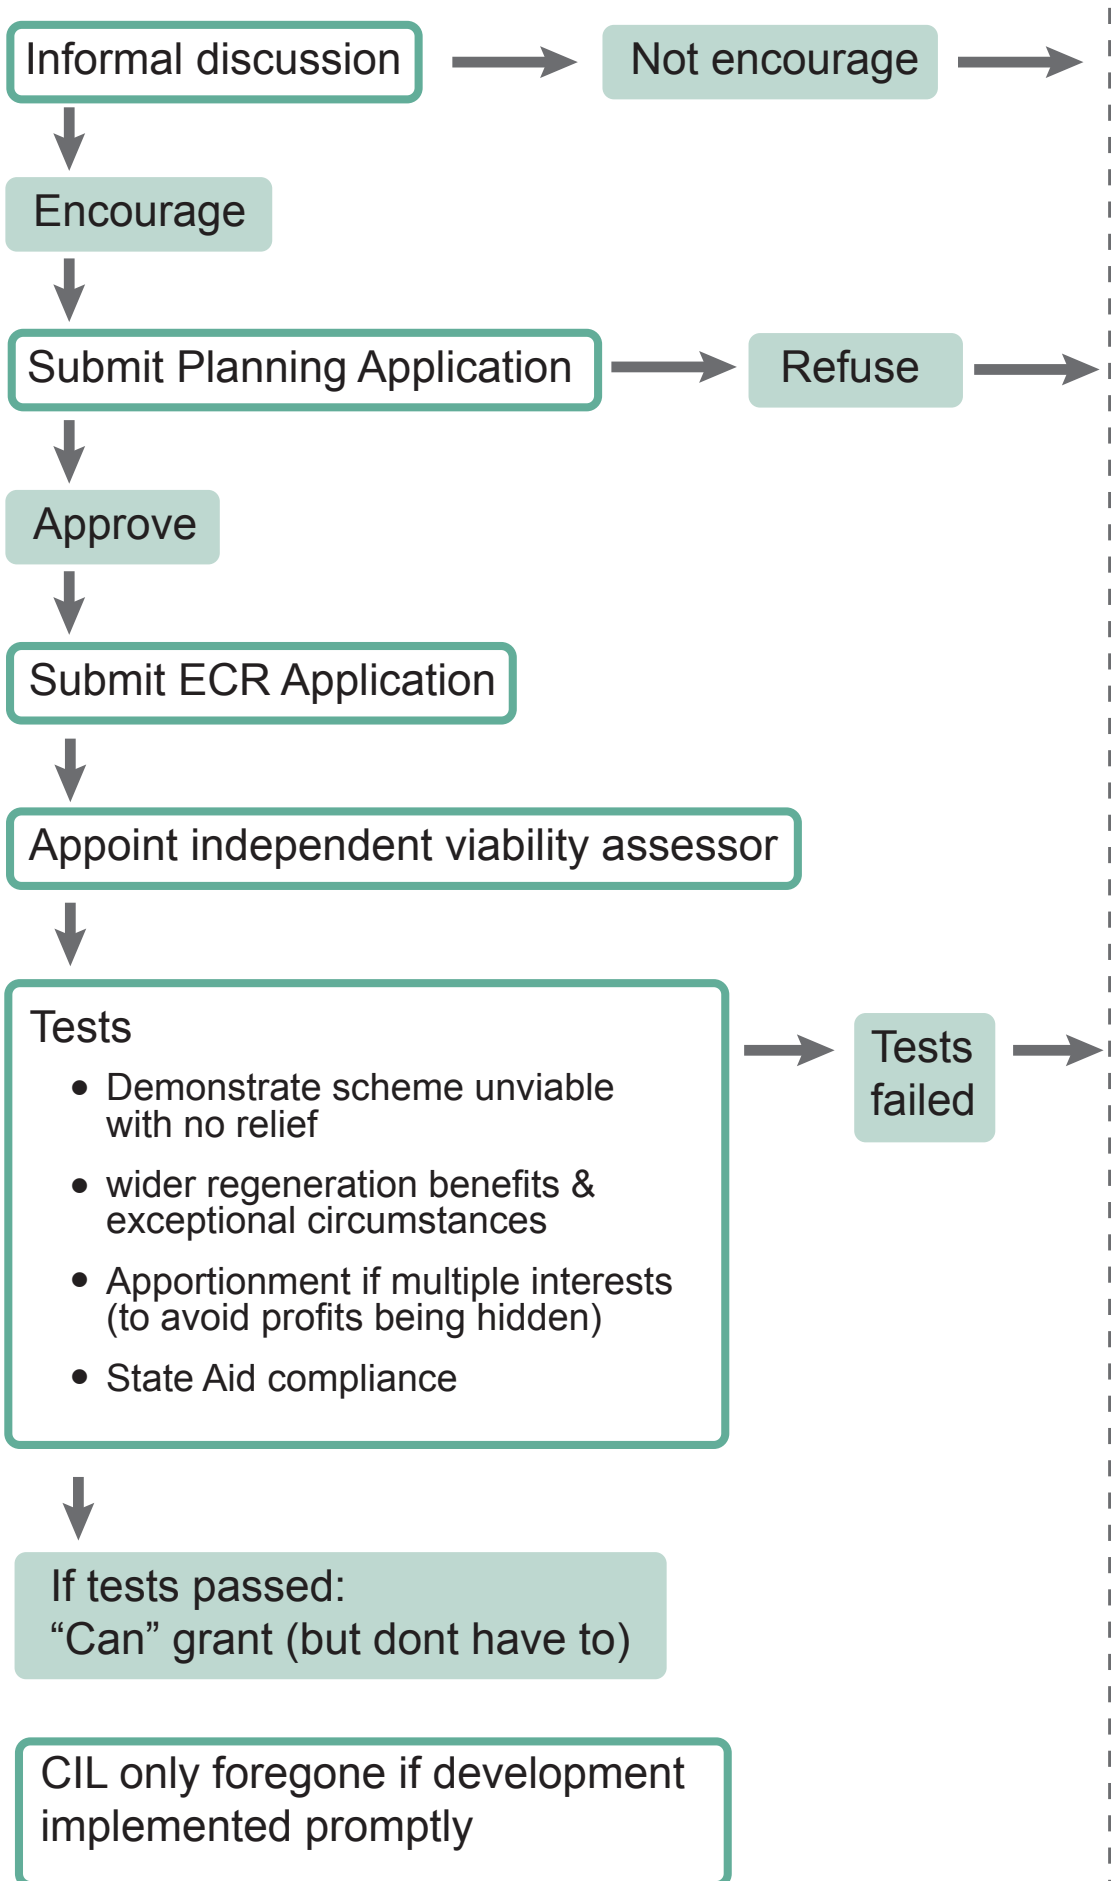 Informal discussion
Not encourage
Encourage
Submit Planning Application
Refuse
Approve
Submit ECR Application
Appoint independent viability assessor
Tests
• Demonstrate scheme unviable
with no relief
• wider regeneration benefits &
exceptional circumstances
• Apportionment if multiple interests
(to avoid profits being hidden)
• State Aid compliance
Tests
failed
If tests passed:
“Can” grant (but dont have to)
CIL only foregone if development
implemented promptly